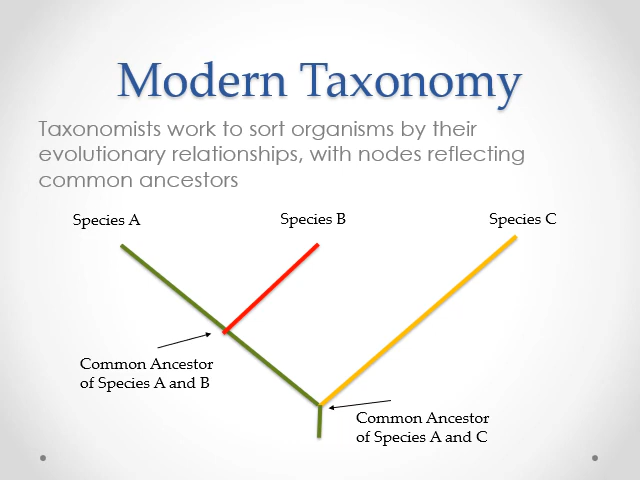 Modern Taxonomy
Taxonomists work to sort organisms by their
evolutionary relationships, with nodes reflecting
common ancestors
Species A
Species B
Species C
Common Ancestor
of Species A and B
Common Ancestor
of Species A and C